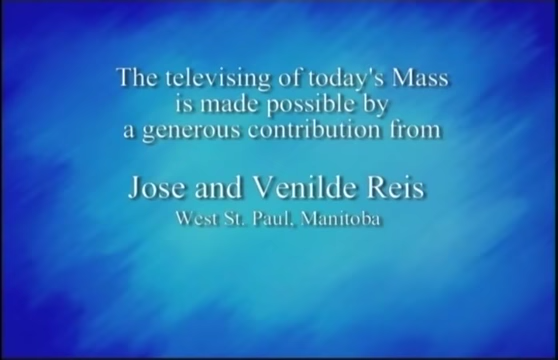 The televising of today's Mass
is made possible by
a generous contribution from
Jose and Venilde Reis
West St. Paul, Manitoba